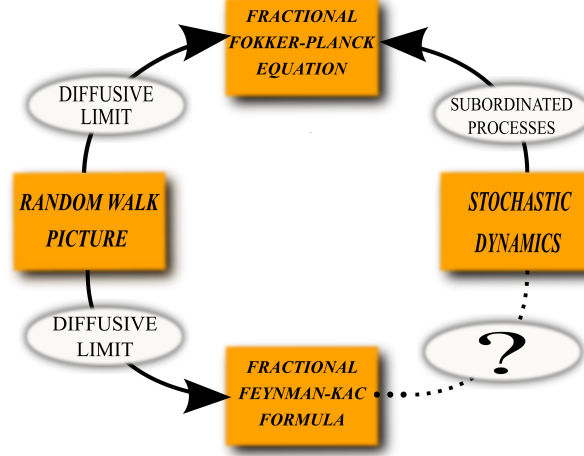 FRACTIONAL
FOKKER-PLANCK
EQUATION
DIFFUSIVE
LIMIT
SUBORDINATED
PROCESSES
RANDOM WALK
PICTURE
STOCHASTIC
DYNAMICS
DIFFUSIVE
LIMIT
?
FRACTIONAL
FEYNMAN-KAC
FORMULA